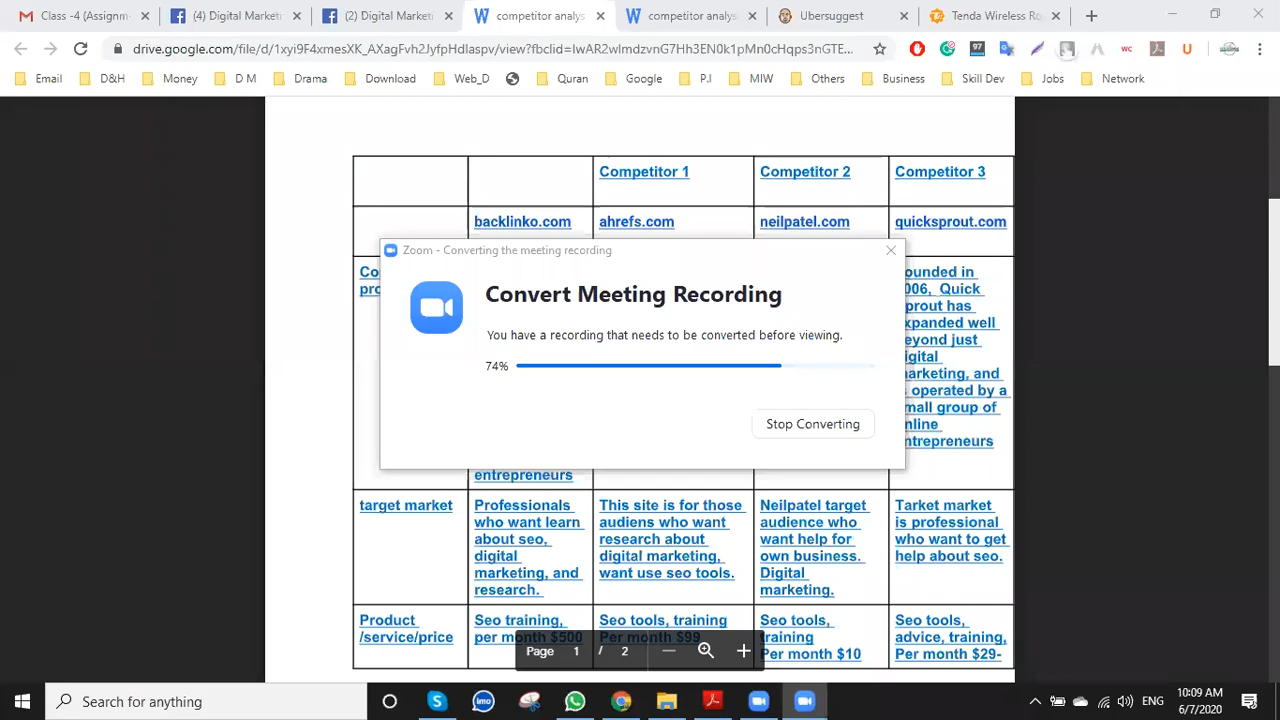 Class -4 (Assignm
(4) Digital Market
(2) Digital Market
competitor analys
competitor analys
Ubersuggest
Tenda Wireless Ro
drive.google.com/file/d/1xyi9F4xmesXK_AXagFvh2JyfpHdlaspv/view?fbclid=IwAR2wlmdzvnG7Hh3EN0k1pMn0cHqps3nGTE...
Email
D&H
Money
D M
Drama
Download
Web_D
Quran
Google
P.I
MIW
Others
Business
Skill Dev
Jobs
Network
Competitor 1
Competitor 2
Competitor 3
backlinko.com
ahrefs.com
neilpatel.com
quicksprout.com
Zoom - Converting the meeting recording
Convert Meeting Recording
You have a recording that needs to be converted before viewing.
74%
Stop Converting
Co
pro
ounded in
006, Quick
prout has
xpanded well
eyond just
igital
arketing, and
operated by a
mall group of
nline
ntrepreneurs
entrepreneurs
target market
Professionals
who want learn
about seo,
digital
marketing, and
research.
This site is for those
audiens who want
research about
digital marketing,
want use seo tools.
Neilpatel target
audience who
want help for
own business.
Digital
marketing.
Tarket market
is professional
who want to get
help about seo.
Product
/service/price
Seo training,
per month $500
Seo tools, training
Per month $99
Seo tools,
training
Per month $10
Seo tools,
advice, training,
Per month $29-
Page 1 / 2
Search for anything
ENG
10:09 AM
6/7/2020